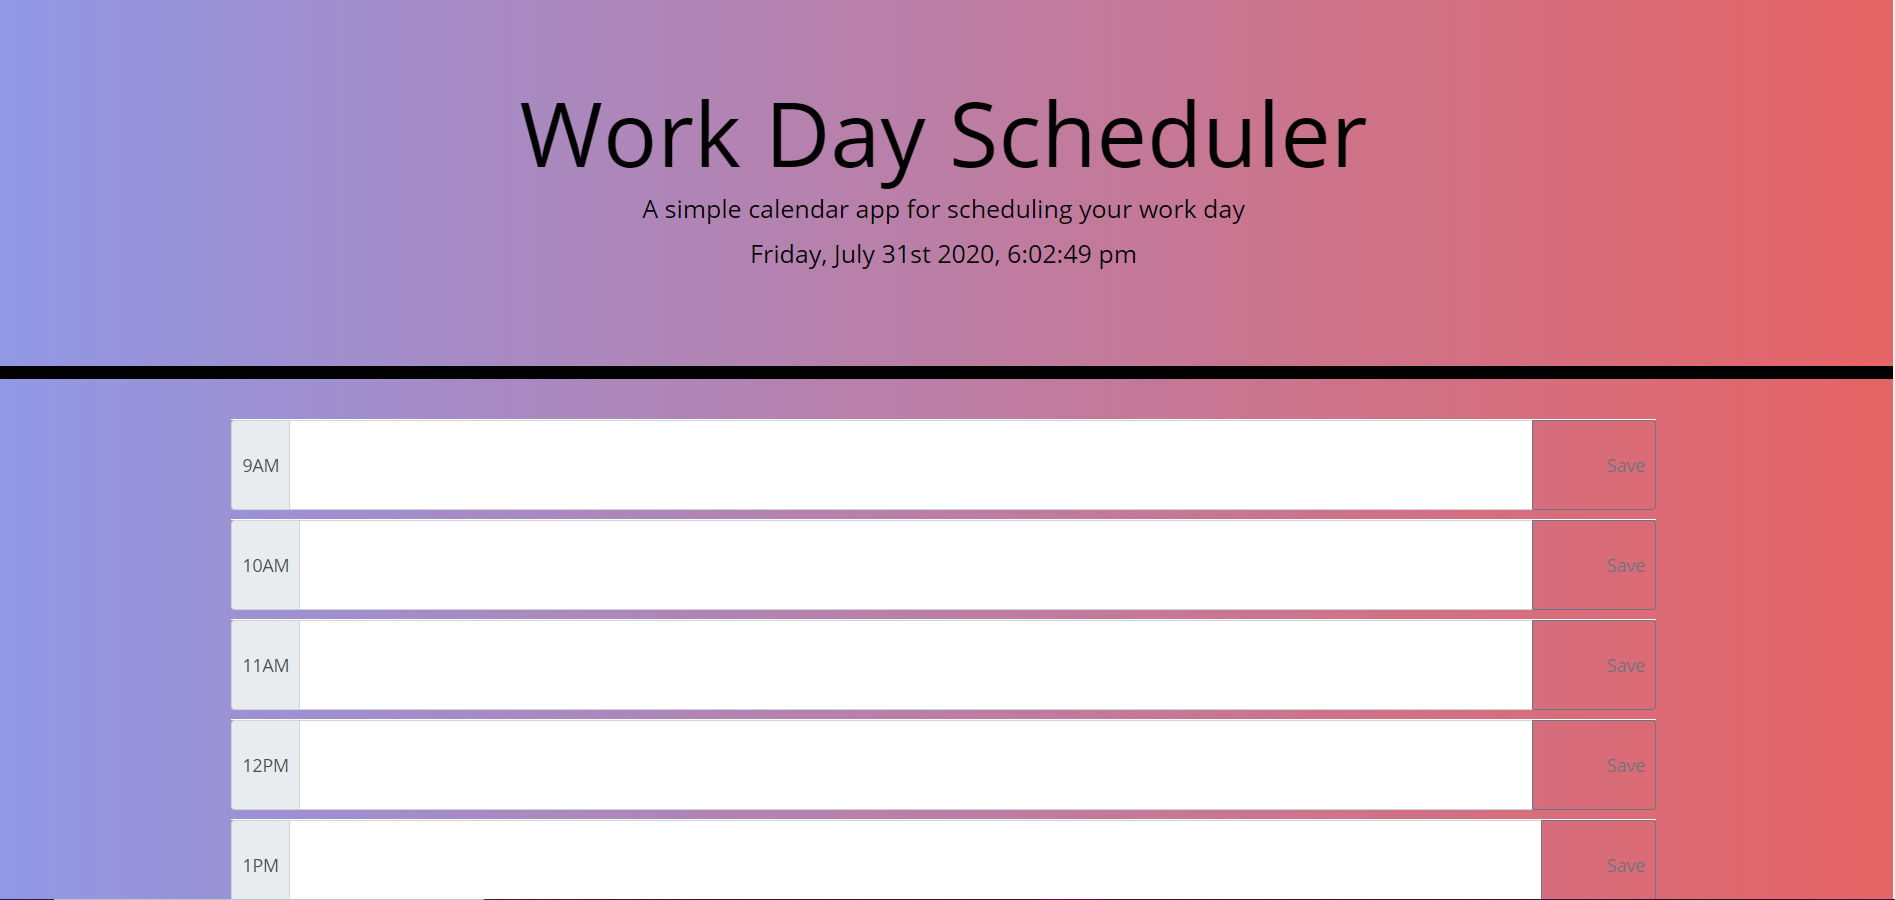 Work Day Scheduler
A simple calendar app for scheduling your work day
Friday, July 31st 2020, 6:02:49 pm
9AM Save
10AM Save
11AM Save
12PM Save
1PM Save